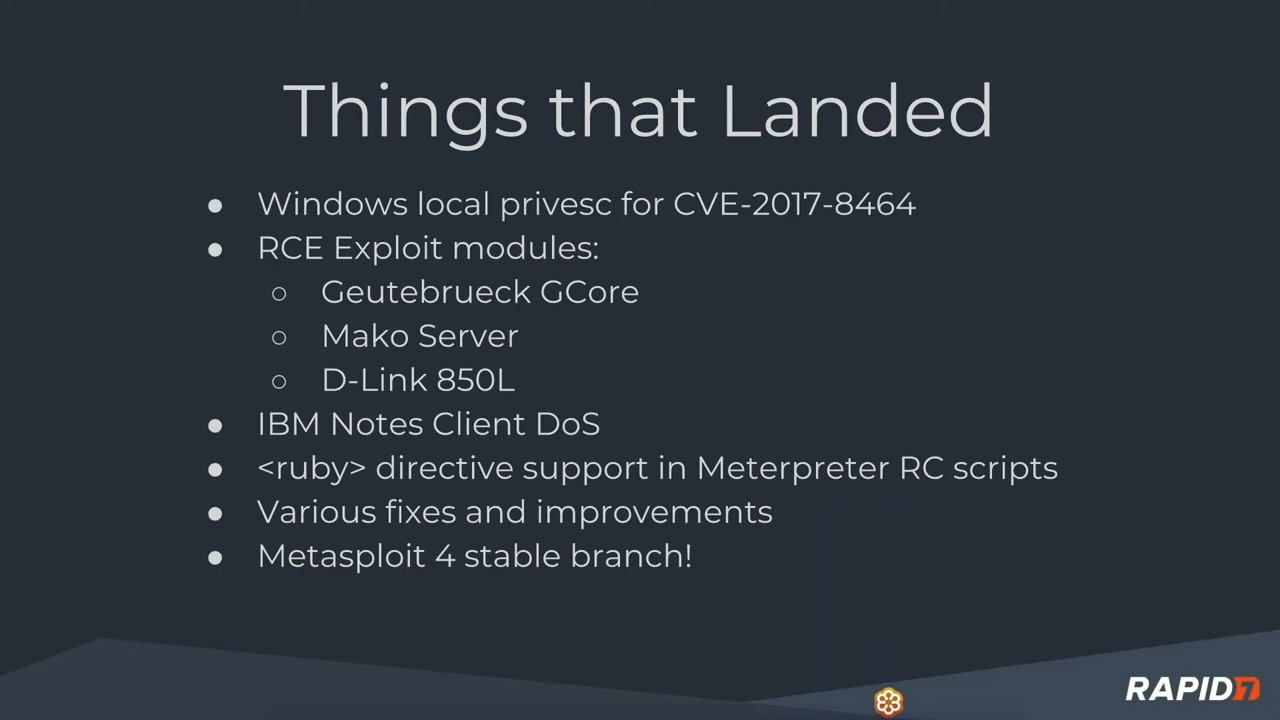 Things that Landed
● Windows local privesc for CVE-2017-8464
● RCE Exploit modules:
○ Geutebrueck GCore
○ Mako Server
○ D-Link 850L
● IBM Notes Client DoS
● <ruby> directive support in Meterpreter RC scripts
● Various fixes and improvements
● Metasploit 4 stable branch!
RAPID7